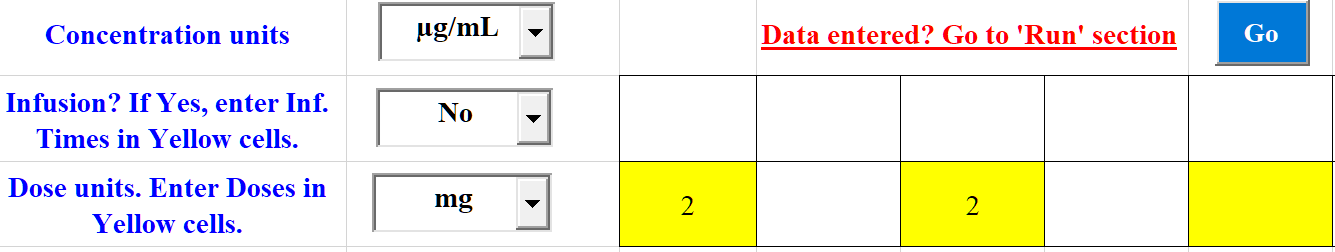 Concentration units
µg/mL
Data entered? Go to 'Run' section
Go
Infusion? If Yes, enter Inf.
Times in Yellow cells.
No
Dose units. Enter Doses in
Yellow cells.
mg
2
2